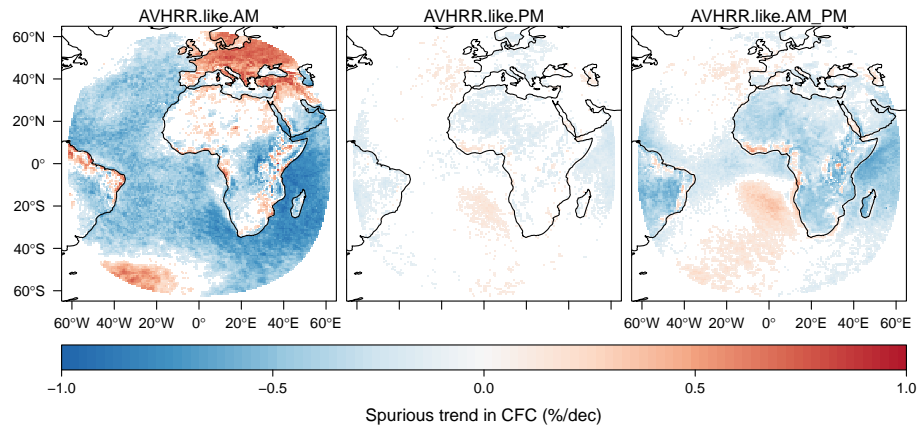 AVHRR.like.AM AVHRR.like.PM AVHRR.like.AM_PM
60°N
40°N
20°N
0°
20°S
40°S
60°S
60°W 40°W 20°W 0° 20°E 40°E 60°E 60°W 40°W 20°W 0° 20°E 40°E 60°E
−1.0 −0.5 0.0 0.5 1.0
Spurious trend in CFC (%/dec)